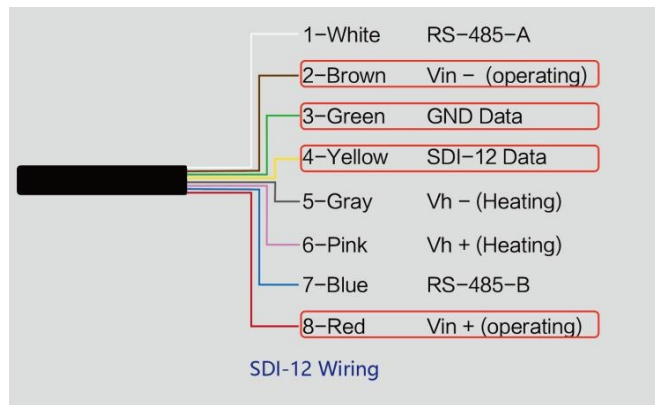 1-White RS-485-A
2-Brown Vin - (operating)
3-Green GND Data
4-Yellow SDI-12 Data
5-Gray Vh - (Heating)
6-Pink Vh + (Heating)
7-Blue RS-485-B
8-Red Vin + (operating)
SDI-12 Wiring